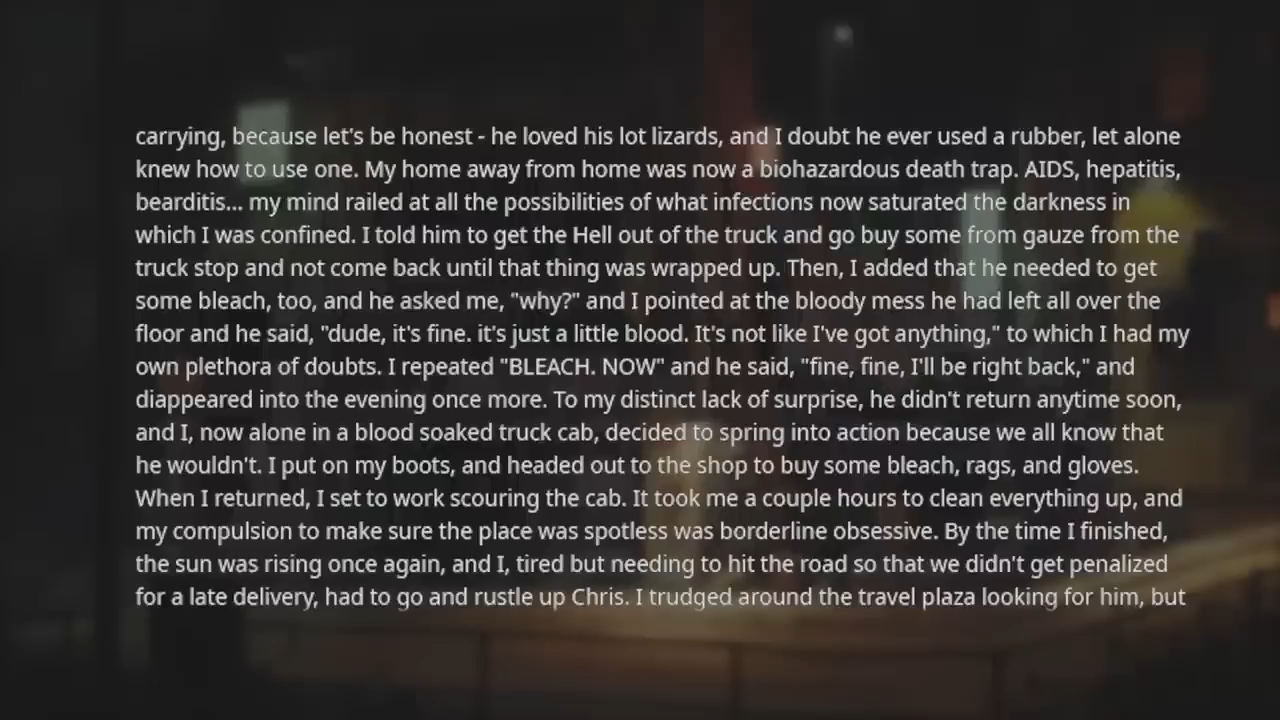 carrying, because let's be honest - he loved his lot lizards, and I doubt he ever used a rubber, let alone
knew how to use one. My home away from home was now a biohazardous death trap. AIDS, hepatitis,
bearditis... my mind railed at all the possibilities of what infections now saturated the darkness in
which I was confined. I told him to get the Hell out of the truck and go buy some from gauze from the
truck stop and not come back until that thing was wrapped up. Then, I added that he needed to get
some bleach, too, and he asked me, "why?" and I pointed at the bloody mess he had left all over the
floor and he said, "dude, it's fine. it's just a little blood. It's not like I've got anything," to which I had my
own plethora of doubts. I repeated "BLEACH. NOW" and he said, "fine, fine, I'll be right back," and
diappeared into the evening once more. To my distinct lack of surprise, he didn't return anytime soon,
and I, now alone in a blood soaked truck cab, decided to spring into action because we all know that
he wouldn't. I put on my boots, and headed out to the shop to buy some bleach, rags, and gloves.
When I returned, I set to work scouring the cab. It took me a couple hours to clean everything up, and
my compulsion to make sure the place was spotless was borderline obsessive. By the time I finished,
the sun was rising once again, and I, tired but needing to hit the road so that we didn't get penalized
for a late delivery, had to go and rustle up Chris. I trudged around the travel plaza looking for him, but